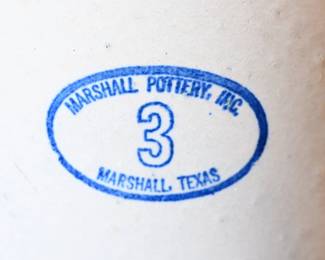 MARSHALL POTTERY, INC.
3
MARSHALL, TEXAS